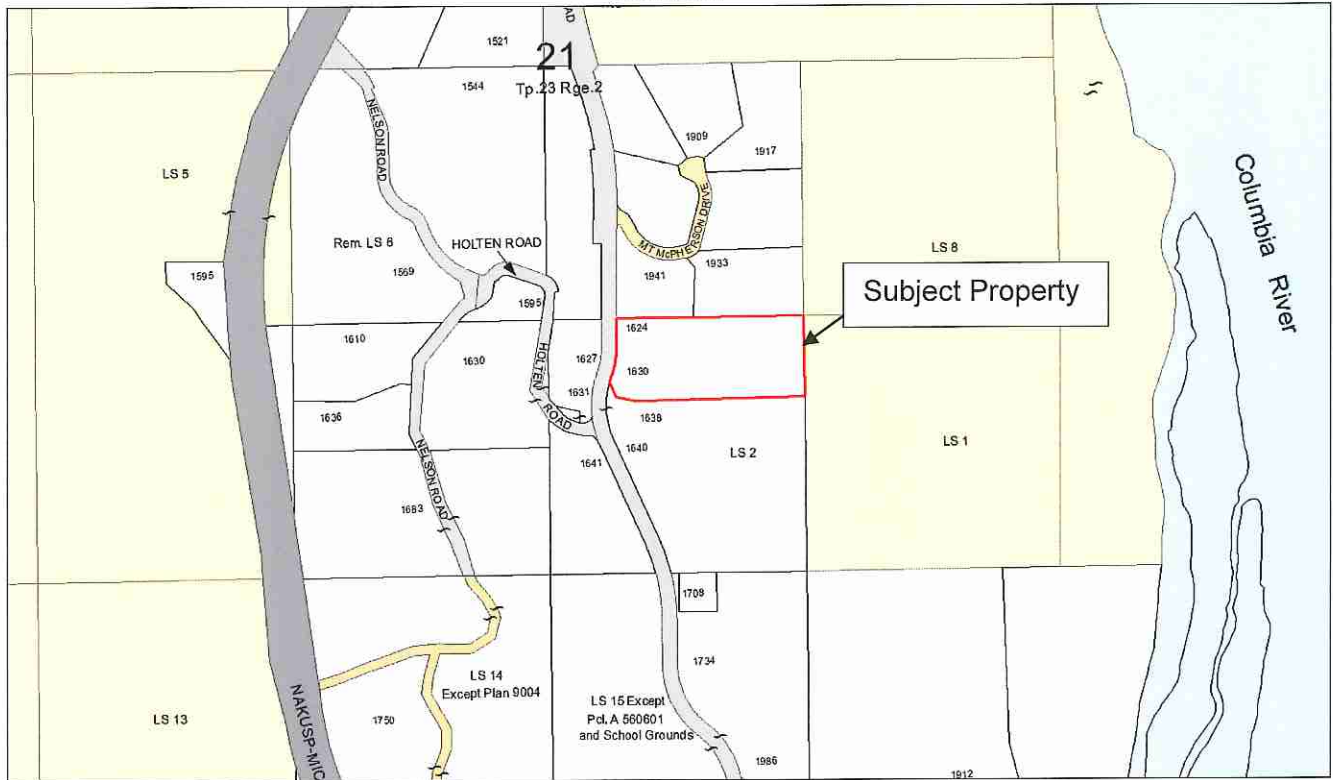 AD
1521
21
Tp.23 Rge.2
1544
NELSON ROAD
1909
1917
LS 5
MT McPHERSON DRIVE
Columbia River
Rem. LS 6
HOLTEN ROAD
LS 8
1595
1569
1941
1933
1595
Subject Property
1624
1610
1630
1627
1630
HOLTEN ROAD
1631
1636
1638
1640
LS 2
LS 1
1641
NELSON ROAD
1683
1709
1734
LS 14
Except Plan 9004
LS 15 Except
Pcl. A 560601
and School Grounds
LS 13
1750
NAKUSP-MIC
1986
1912